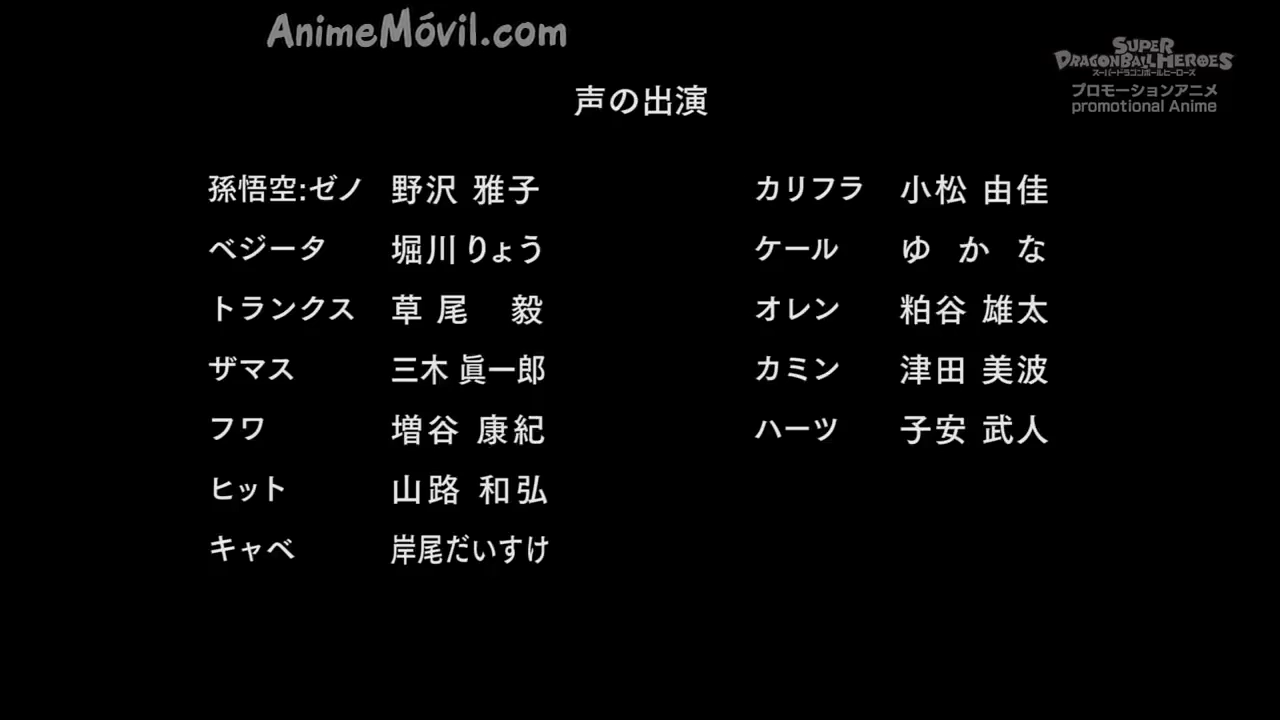 AnimeMóvil.com
SUPER
DRAGONBALL HEROES
スーパードラゴンボールヒーローズ
プロモーションアニメ
promotional Anime
声の出演
孫悟空:ゼノ 野沢 雅子
ベジータ 堀川りょう
トランクス 草尾 毅
ザマス 三木 眞一郎
フワ 増谷 康紀
ヒット 山路 和弘
キャベ 岸尾だいすけ
カリフラ 小松 由佳
ケール ゆかな
オレン 粕谷 雄太
カミン 津田 美波
ハーツ 子安 武人